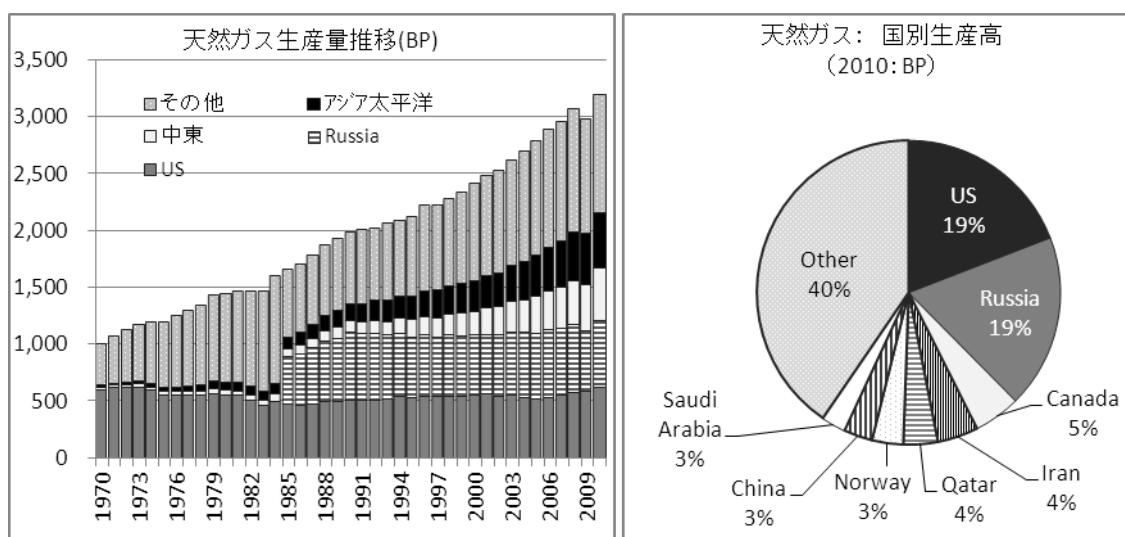 天然ガス生産量推移(BP)
3,500
3,000
2,500
2,000
1,500
1,000
500
0
その他
アジア太平洋
中東
Russia
US
1970
1973
1976
1979
1982
1985
1988
1991
1994
1997
2000
2003
2006
2009
天然ガス: 国別生産高
(2010:BP)
US
19%
Russia
19%
Canada
5%
Iran
4%
Qatar
4%
Norway
3%
China
3%
Saudi
Arabia
3%
Other
40%